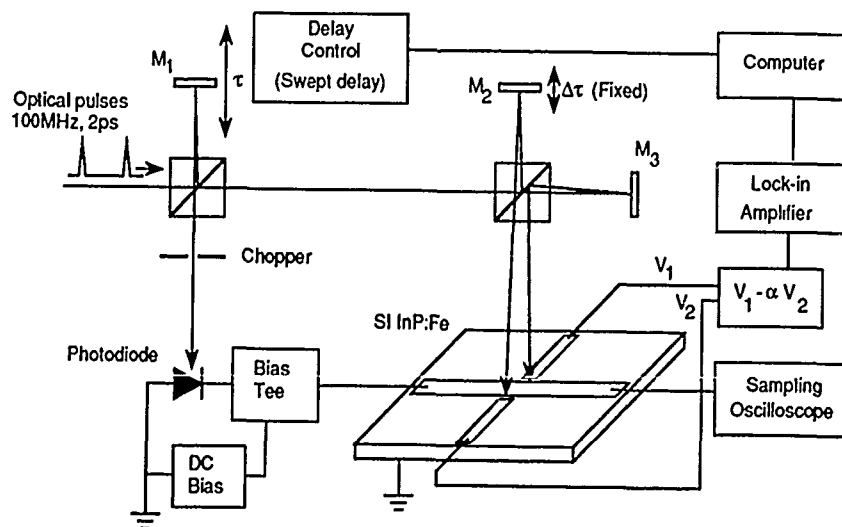 Delay
Control
(Swept delay)
Computer
M1
τ
M2
Δτ (Fixed)
Optical pulses
100MHz, 2ps
M3
Lock-in
Amplifier
Chopper
V1
V2
V1 - α V2
SI InP:Fe
Photodiode
Bias
Tee
Sampling
Oscilloscope
DC
Bias